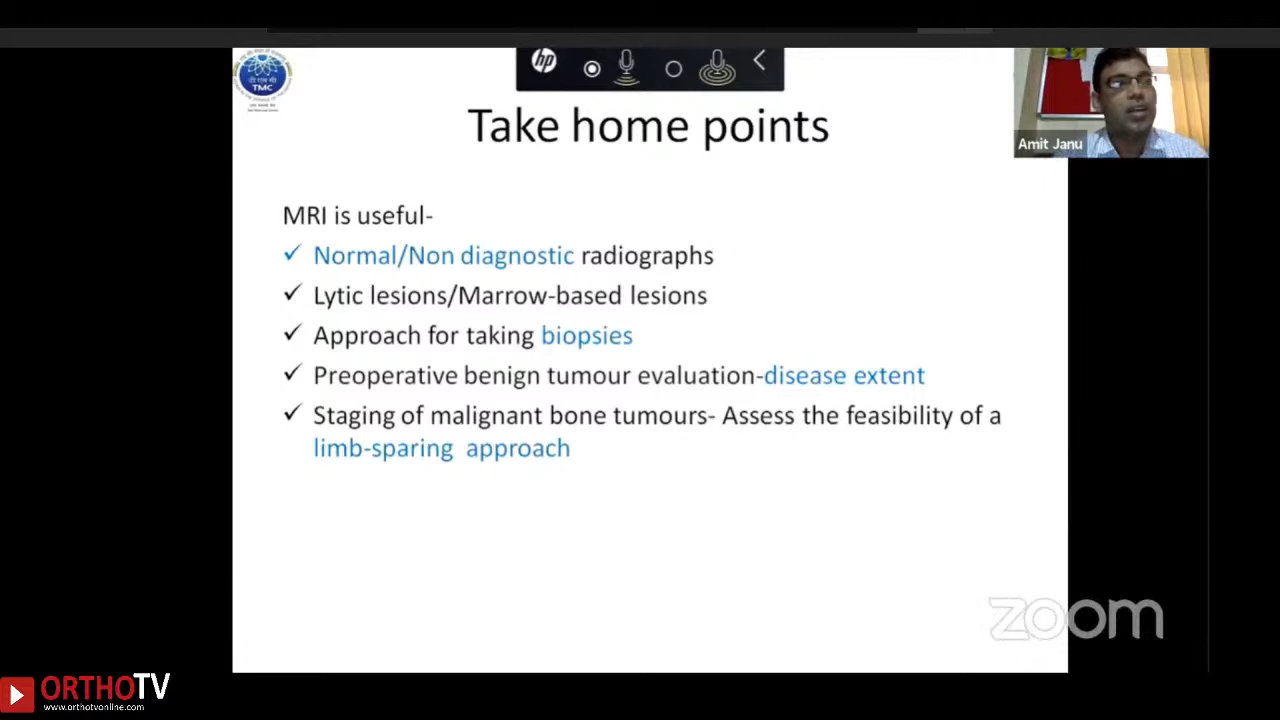 hp
TMC
Take home points
Amit Janu
MRI is useful-
✓ Normal/Non diagnostic radiographs
✓ Lytic lesions/Marrow-based lesions
✓ Approach for taking biopsies
✓ Preoperative benign tumour evaluation-disease extent
✓ Staging of malignant bone tumours- Assess the feasibility of a
limb-sparing approach
zoom
ORTHOTV
www.orthotvonline.com